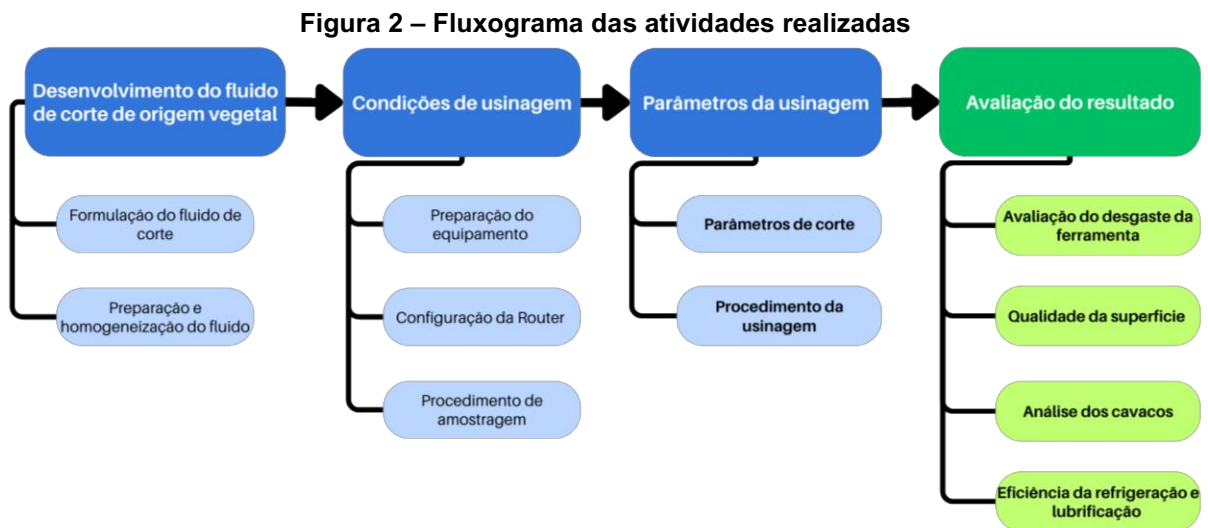 Figura 2 – Fluxograma das atividades realizadas
Desenvolvimento do fluido
de corte de origem vegetal
Formulação do fluido de
corte
Preparação e
homogeneização do fluido
Condições de usinagem
Preparação do
equipamento
Configuração da Router
Procedimento de
amostragem
Parâmetros da usinagem
Parâmetros de corte
Procedimento da
usinagem
Avaliação do resultado
Avaliação do desgaste da
ferramenta
Qualidade da superficie
Análise dos cavacos
Eficiência da refrigeração e
lubrificação